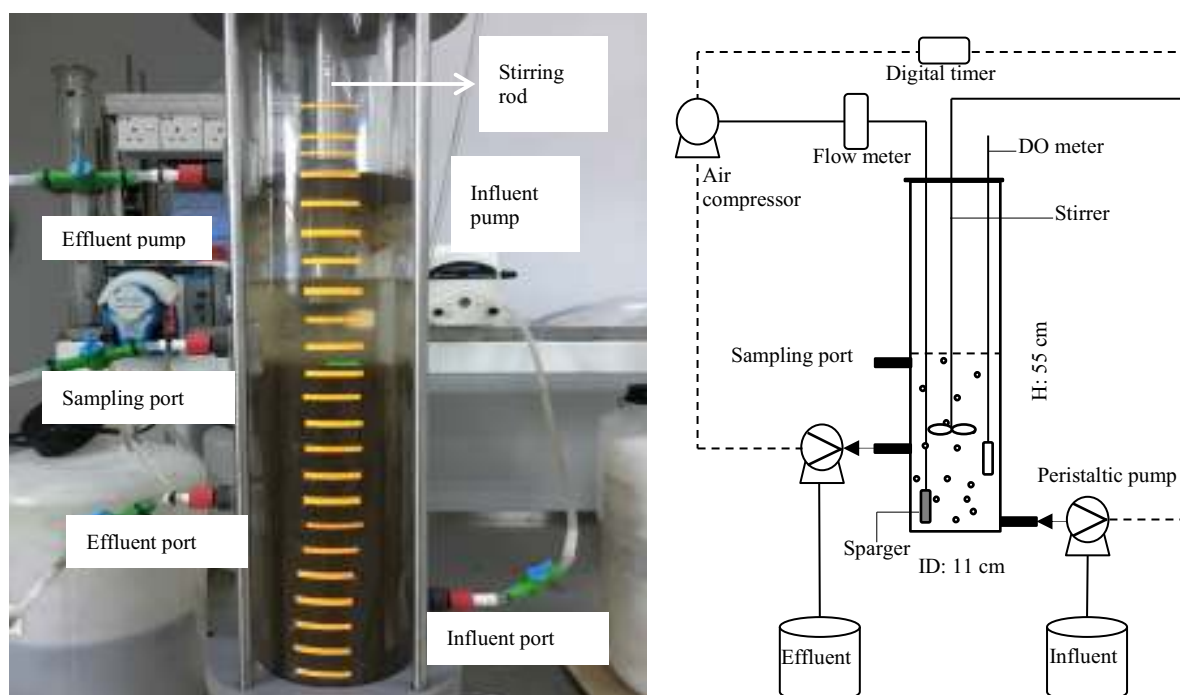 Stirring
rod
Influent
pump
Effluent pump
Sampling port
Effluent port
Influent port
Digital timer
Flow meter
DO meter
Air
compressor
Stirrer
Sampling port
H: 55 cm
Peristaltic pump
Sparger
ID: 11 cm
Effluent
Influent